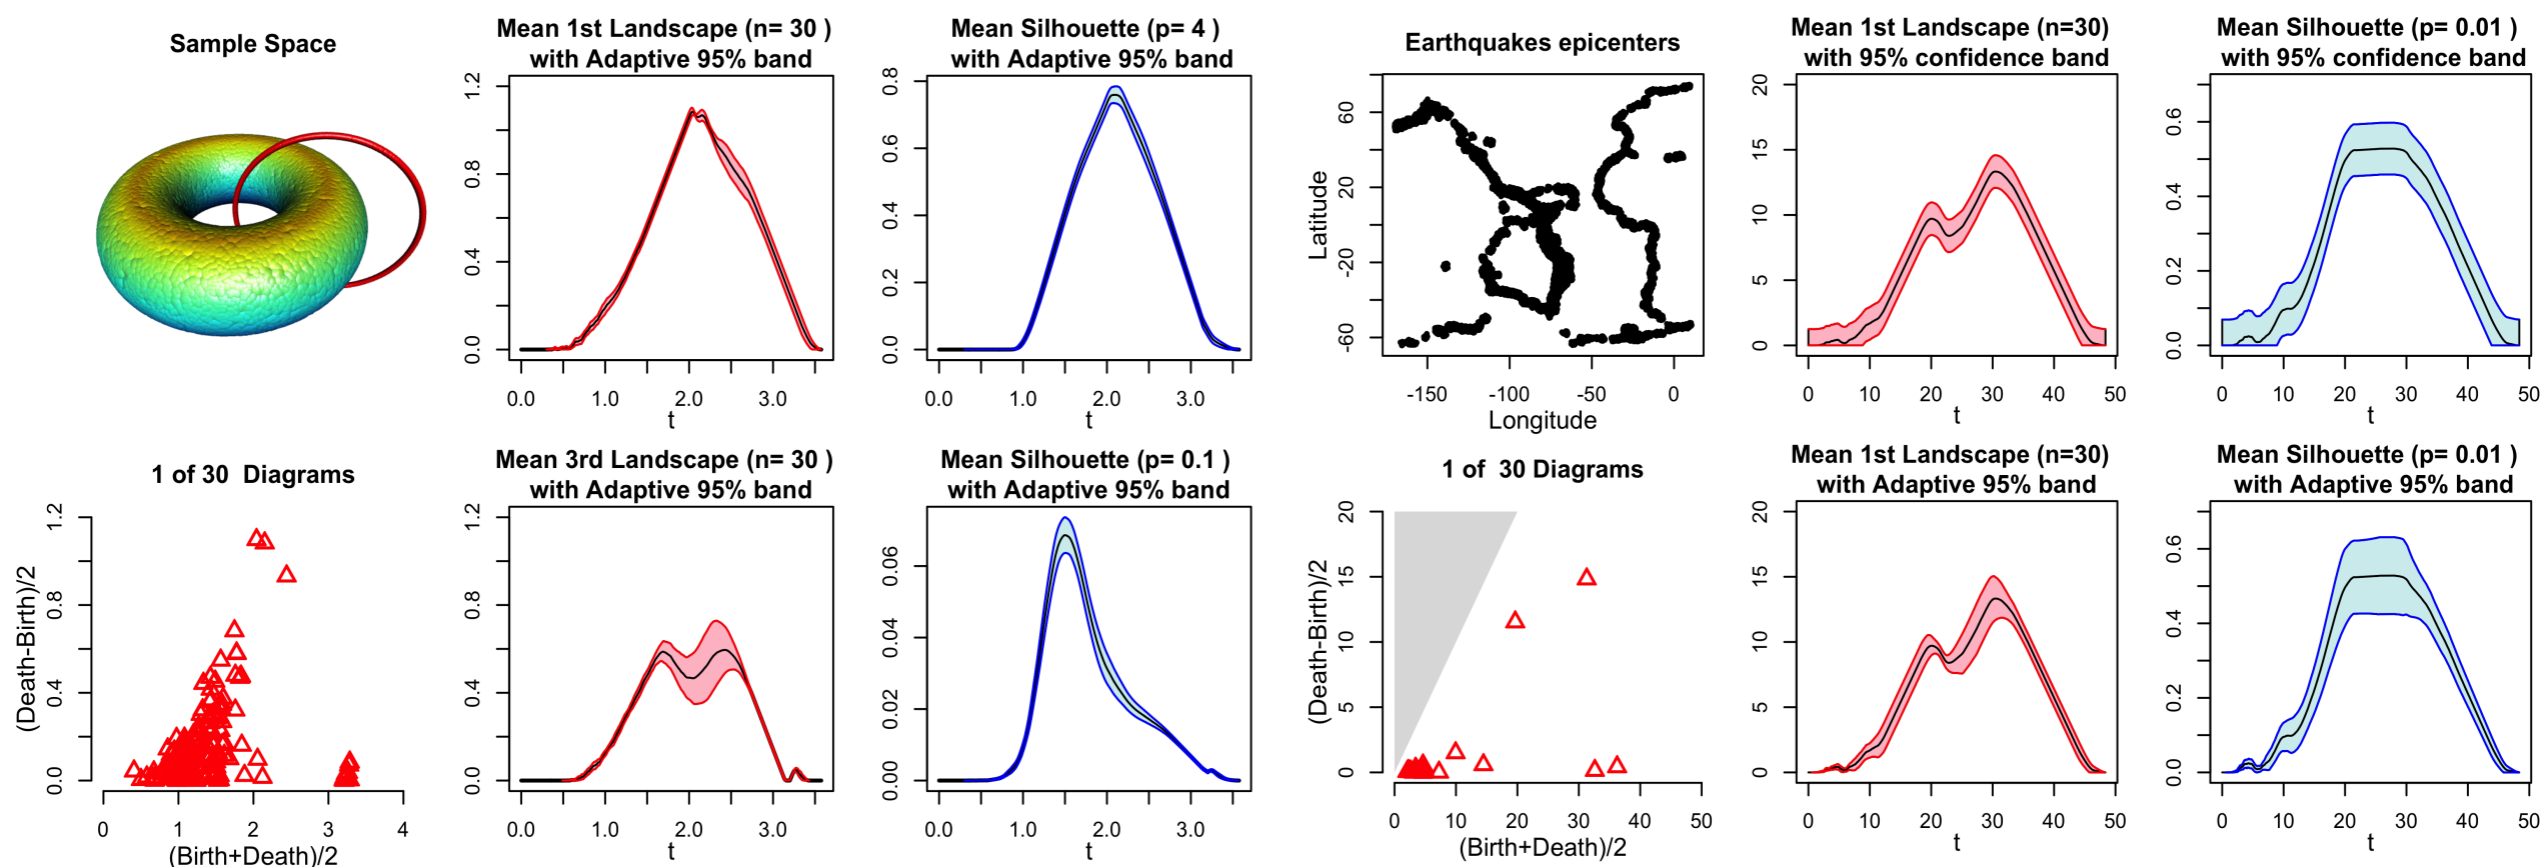 Sample Space
Mean 1st Landscape (n= 30 )
with Adaptive 95% band
1.2
0.8
0.4
0.0
0.0 1.0 2.0 3.0
t
Mean Silhouette (p= 4 )
with Adaptive 95% band
0.8
0.6
0.4
0.2
0.0
0.0 1.0 2.0 3.0
t
Earthquakes epicenters
Latitude
60
20
-20
-60
-150 -100 -50 0
Longitude
Mean 1st Landscape (n=30)
with 95% confidence band
20
15
10
5
0
0 10 20 30 40 50
t
Mean Silhouette (p= 0.01 )
with 95% confidence band
0.6
0.4
0.2
0.0
0 10 20 30 40 50
t
1 of 30 Diagrams
(Death-Birth)/2
1.2
0.8
0.4
0.0
0 1 2 3 4
(Birth+Death)/2
Mean 3rd Landscape (n= 30 )
with Adaptive 95% band
1.2
0.8
0.4
0.0
0.0 1.0 2.0 3.0
t
Mean Silhouette (p= 0.1 )
with Adaptive 95% band
0.06
0.04
0.02
0.00
0.0 1.0 2.0 3.0
t
1 of 30 Diagrams
(Death-Birth)/2
20
15
10
5
0
0 10 20 30 40 50
(Birth+Death)/2
Mean 1st Landscape (n=30)
with Adaptive 95% band
20
15
10
5
0
0 10 20 30 40 50
t
Mean Silhouette (p= 0.01 )
with Adaptive 95% band
0.6
0.4
0.2
0.0
0 10 20 30 40 50
t